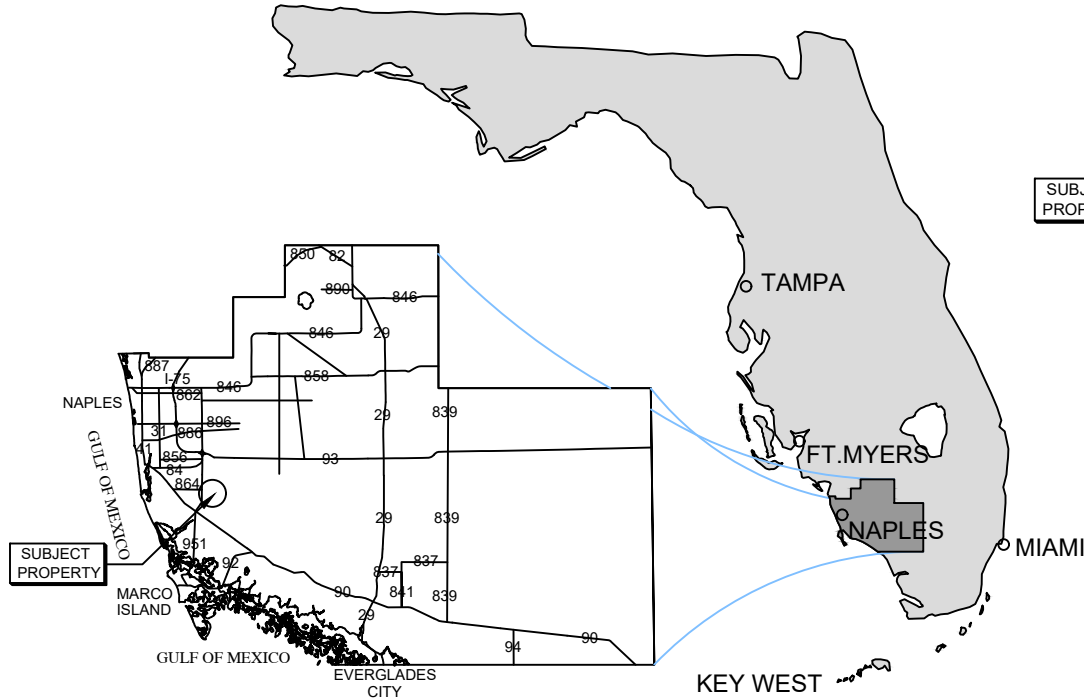 SUBJ
PROP
TAMPA
FT.MYERS
NAPLES
MIAMI
KEY WEST
850
82
890
846
846
29
887
I-75
862
846
858
NAPLES
896
29
839
31
886
41
856
84
93
864
GULF OF MEXICO
29
839
951
SUBJECT
PROPERTY
92
837
837
MARCO
ISLAND
90
841
839
29
90
94
GULF OF MEXICO
EVERGLADES
CITY